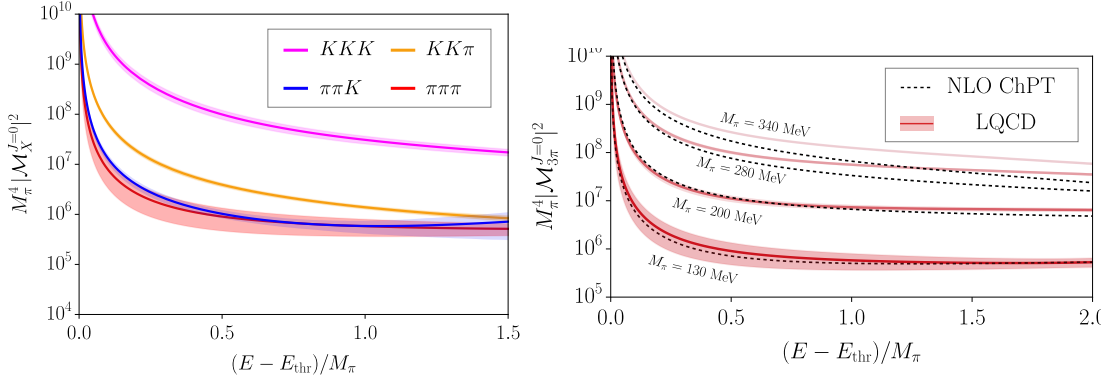 10^10
10^9
10^8
10^7
10^6
10^5
10^4
M_π^4 |M_X^{J=0}|^2
KKK
KKπ
ππK
πππ
0.0 0.5 1.0 1.5
(E − E_thr)/M_π
10^10
10^9
10^8
10^7
10^6
10^5
M_π^4 |M_{3π}^{J=0}|^2
NLO ChPT
LQCD
M_π = 340 MeV
M_π = 280 MeV
M_π = 200 MeV
M_π = 130 MeV
0.0 0.5 1.0 1.5 2.0
(E − E_thr)/M_π